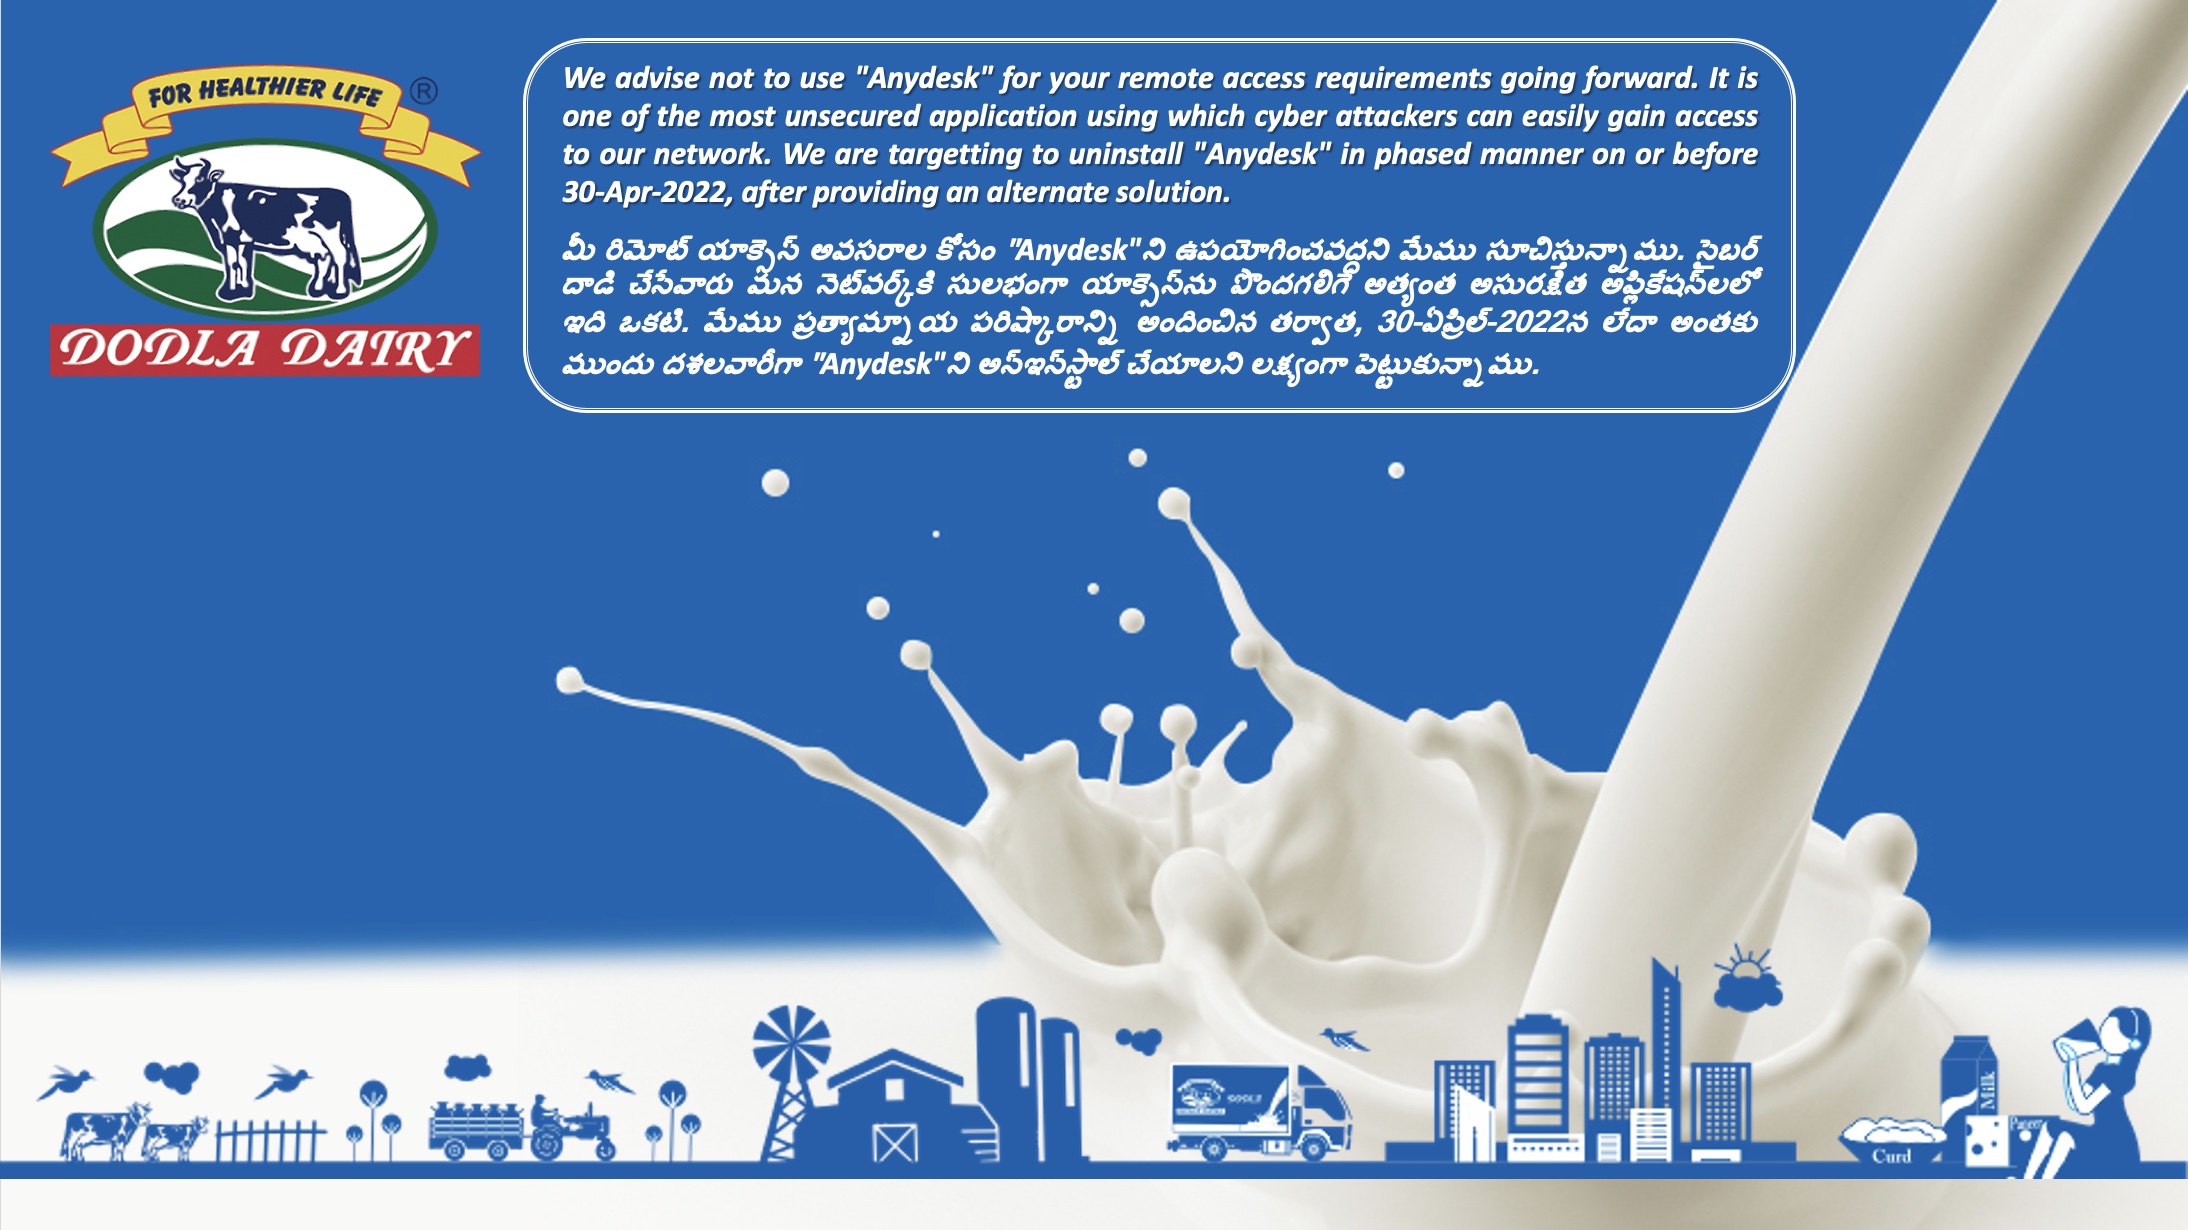 FOR HEALTHIER LIFE ®
DODLA DAIRY
We advise not to use "Anydesk" for your remote access requirements going forward. It is
one of the most unsecured application using which cyber attackers can easily gain access
to our network. We are targetting to uninstall "Anydesk" in phased manner on or before
30-Apr-2022, after providing an alternate solution.
మీ రిమోట్ యాక్సెస్ అవసరాల కోసం "Anydesk"ని ఉపయోగించవద్దని మేము సూచిస్తున్నాము. సైబర్
దాడి చేసేవారు మన నెట్‌వర్క్‌కి సులభంగా యాక్సెస్‌ను పొందగలిగే అత్యంత అసురక్షిత అప్లికేషన్‌లలో
ఇది ఒకటి. మేము ప్రత్యామ్నాయ పరిష్కారాన్ని అందించిన తర్వాత, 30-ఏప్రిల్-2022న లేదా అంతకు
ముందు దశలవారీగా "Anydesk"ని అన్ఇన్‌స్టాల్ చేయాలని లక్ష్యంగా పెట్టుకున్నాము.
DODLA
Milk
Paneer
Curd